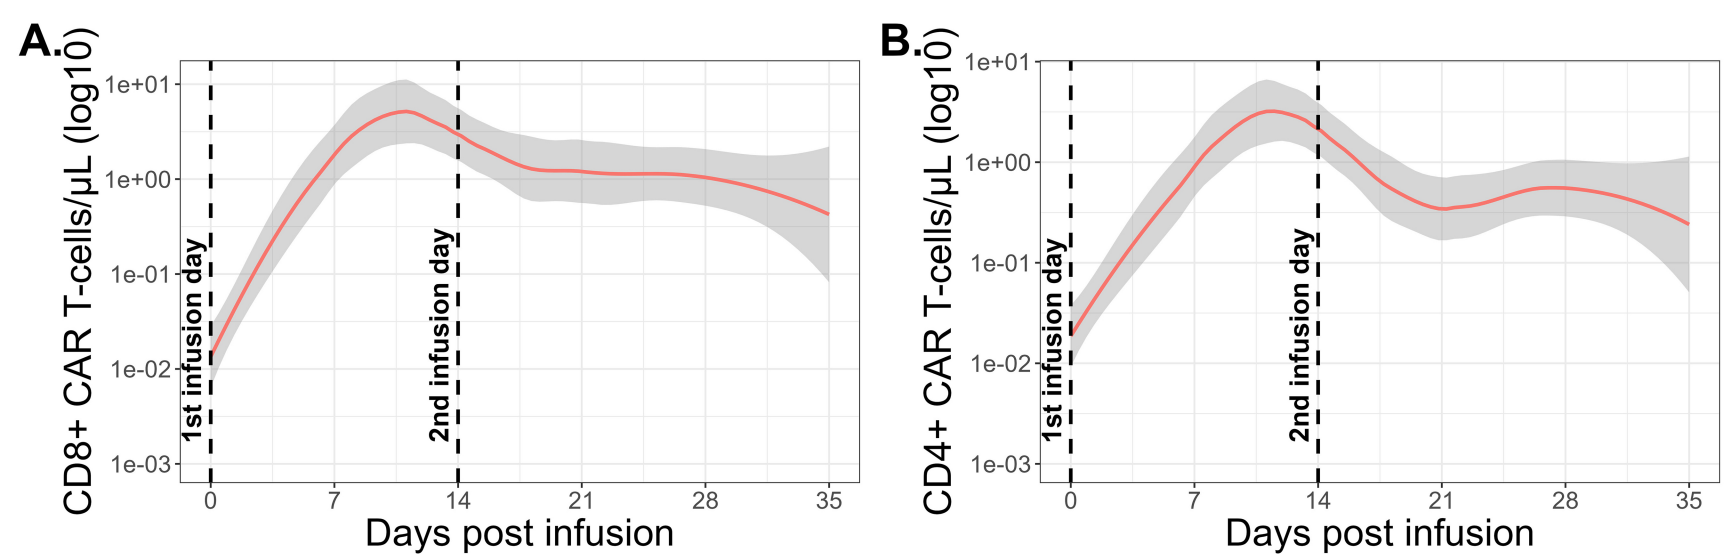 A.
CD8+ CAR T-cells/µL (log10)
1e+01
1e+00
1e-01
1e-02
1e-03
1st infusion day
2nd infusion day
0 7 14 21 28 35
Days post infusion
B.
CD4+ CAR T-cells/µL (log10)
1e+01
1e+00
1e-01
1e-02
1e-03
1st infusion day
2nd infusion day
0 7 14 21 28 35
Days post infusion